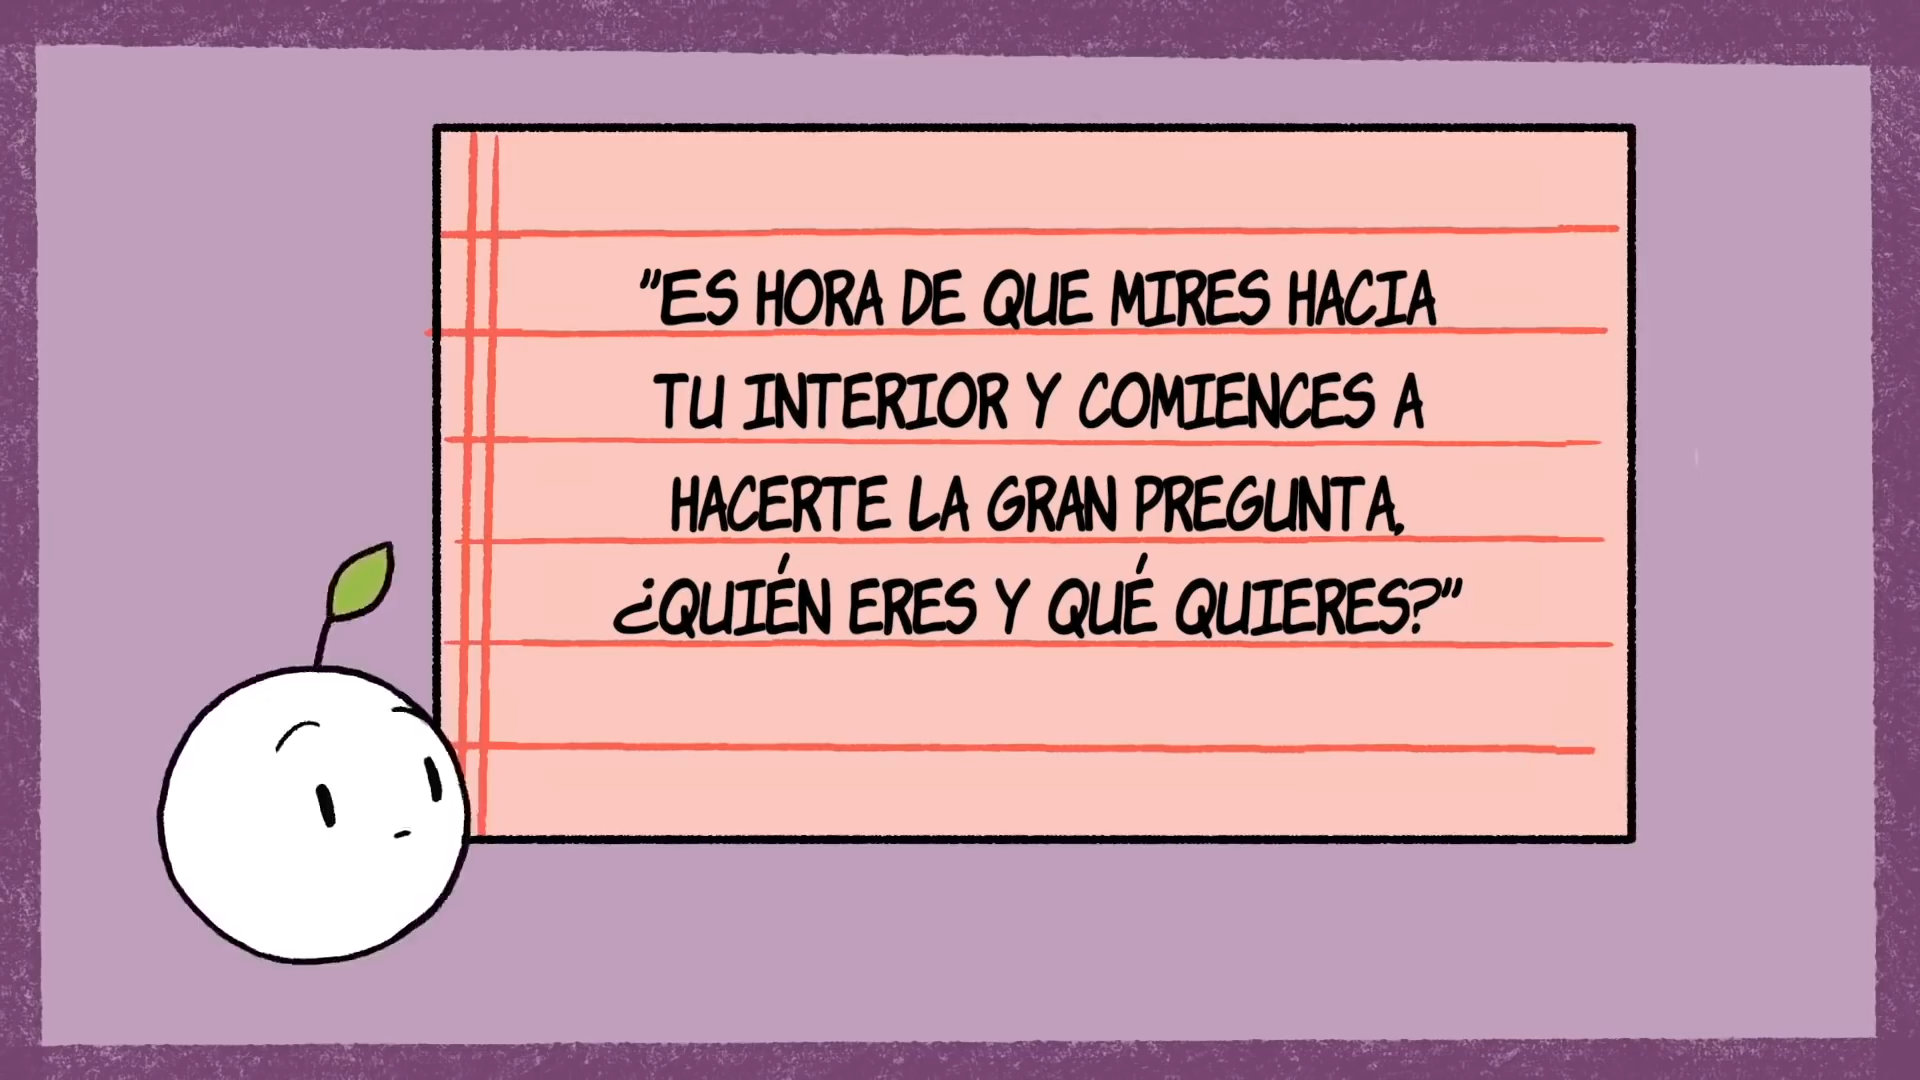 "ES HORA DE QUE MIRES HACIA
TU INTERIOR Y COMIENCES A
HACERTE LA GRAN PREGUNTA,
¿QUIÉN ERES Y QUÉ QUIERES?"